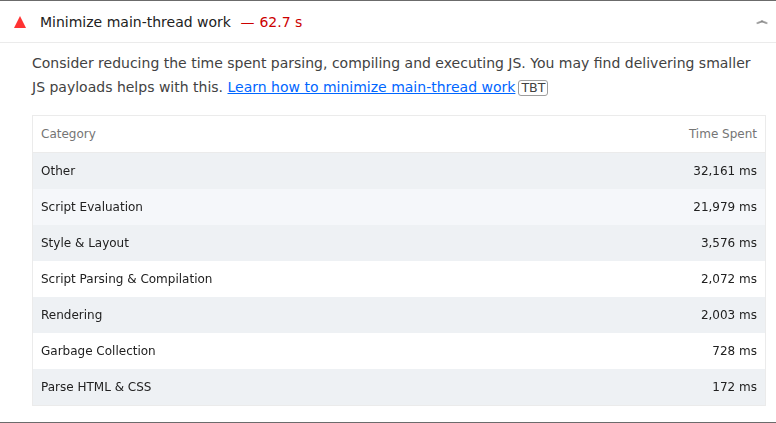 Minimize main-thread work — 62.7 s
Consider reducing the time spent parsing, compiling and executing JS. You may find delivering smaller
JS payloads helps with this. Learn how to minimize main-thread work TBT
Category Time Spent
Other 32,161 ms
Script Evaluation 21,979 ms
Style & Layout 3,576 ms
Script Parsing & Compilation 2,072 ms
Rendering 2,003 ms
Garbage Collection 728 ms
Parse HTML & CSS 172 ms